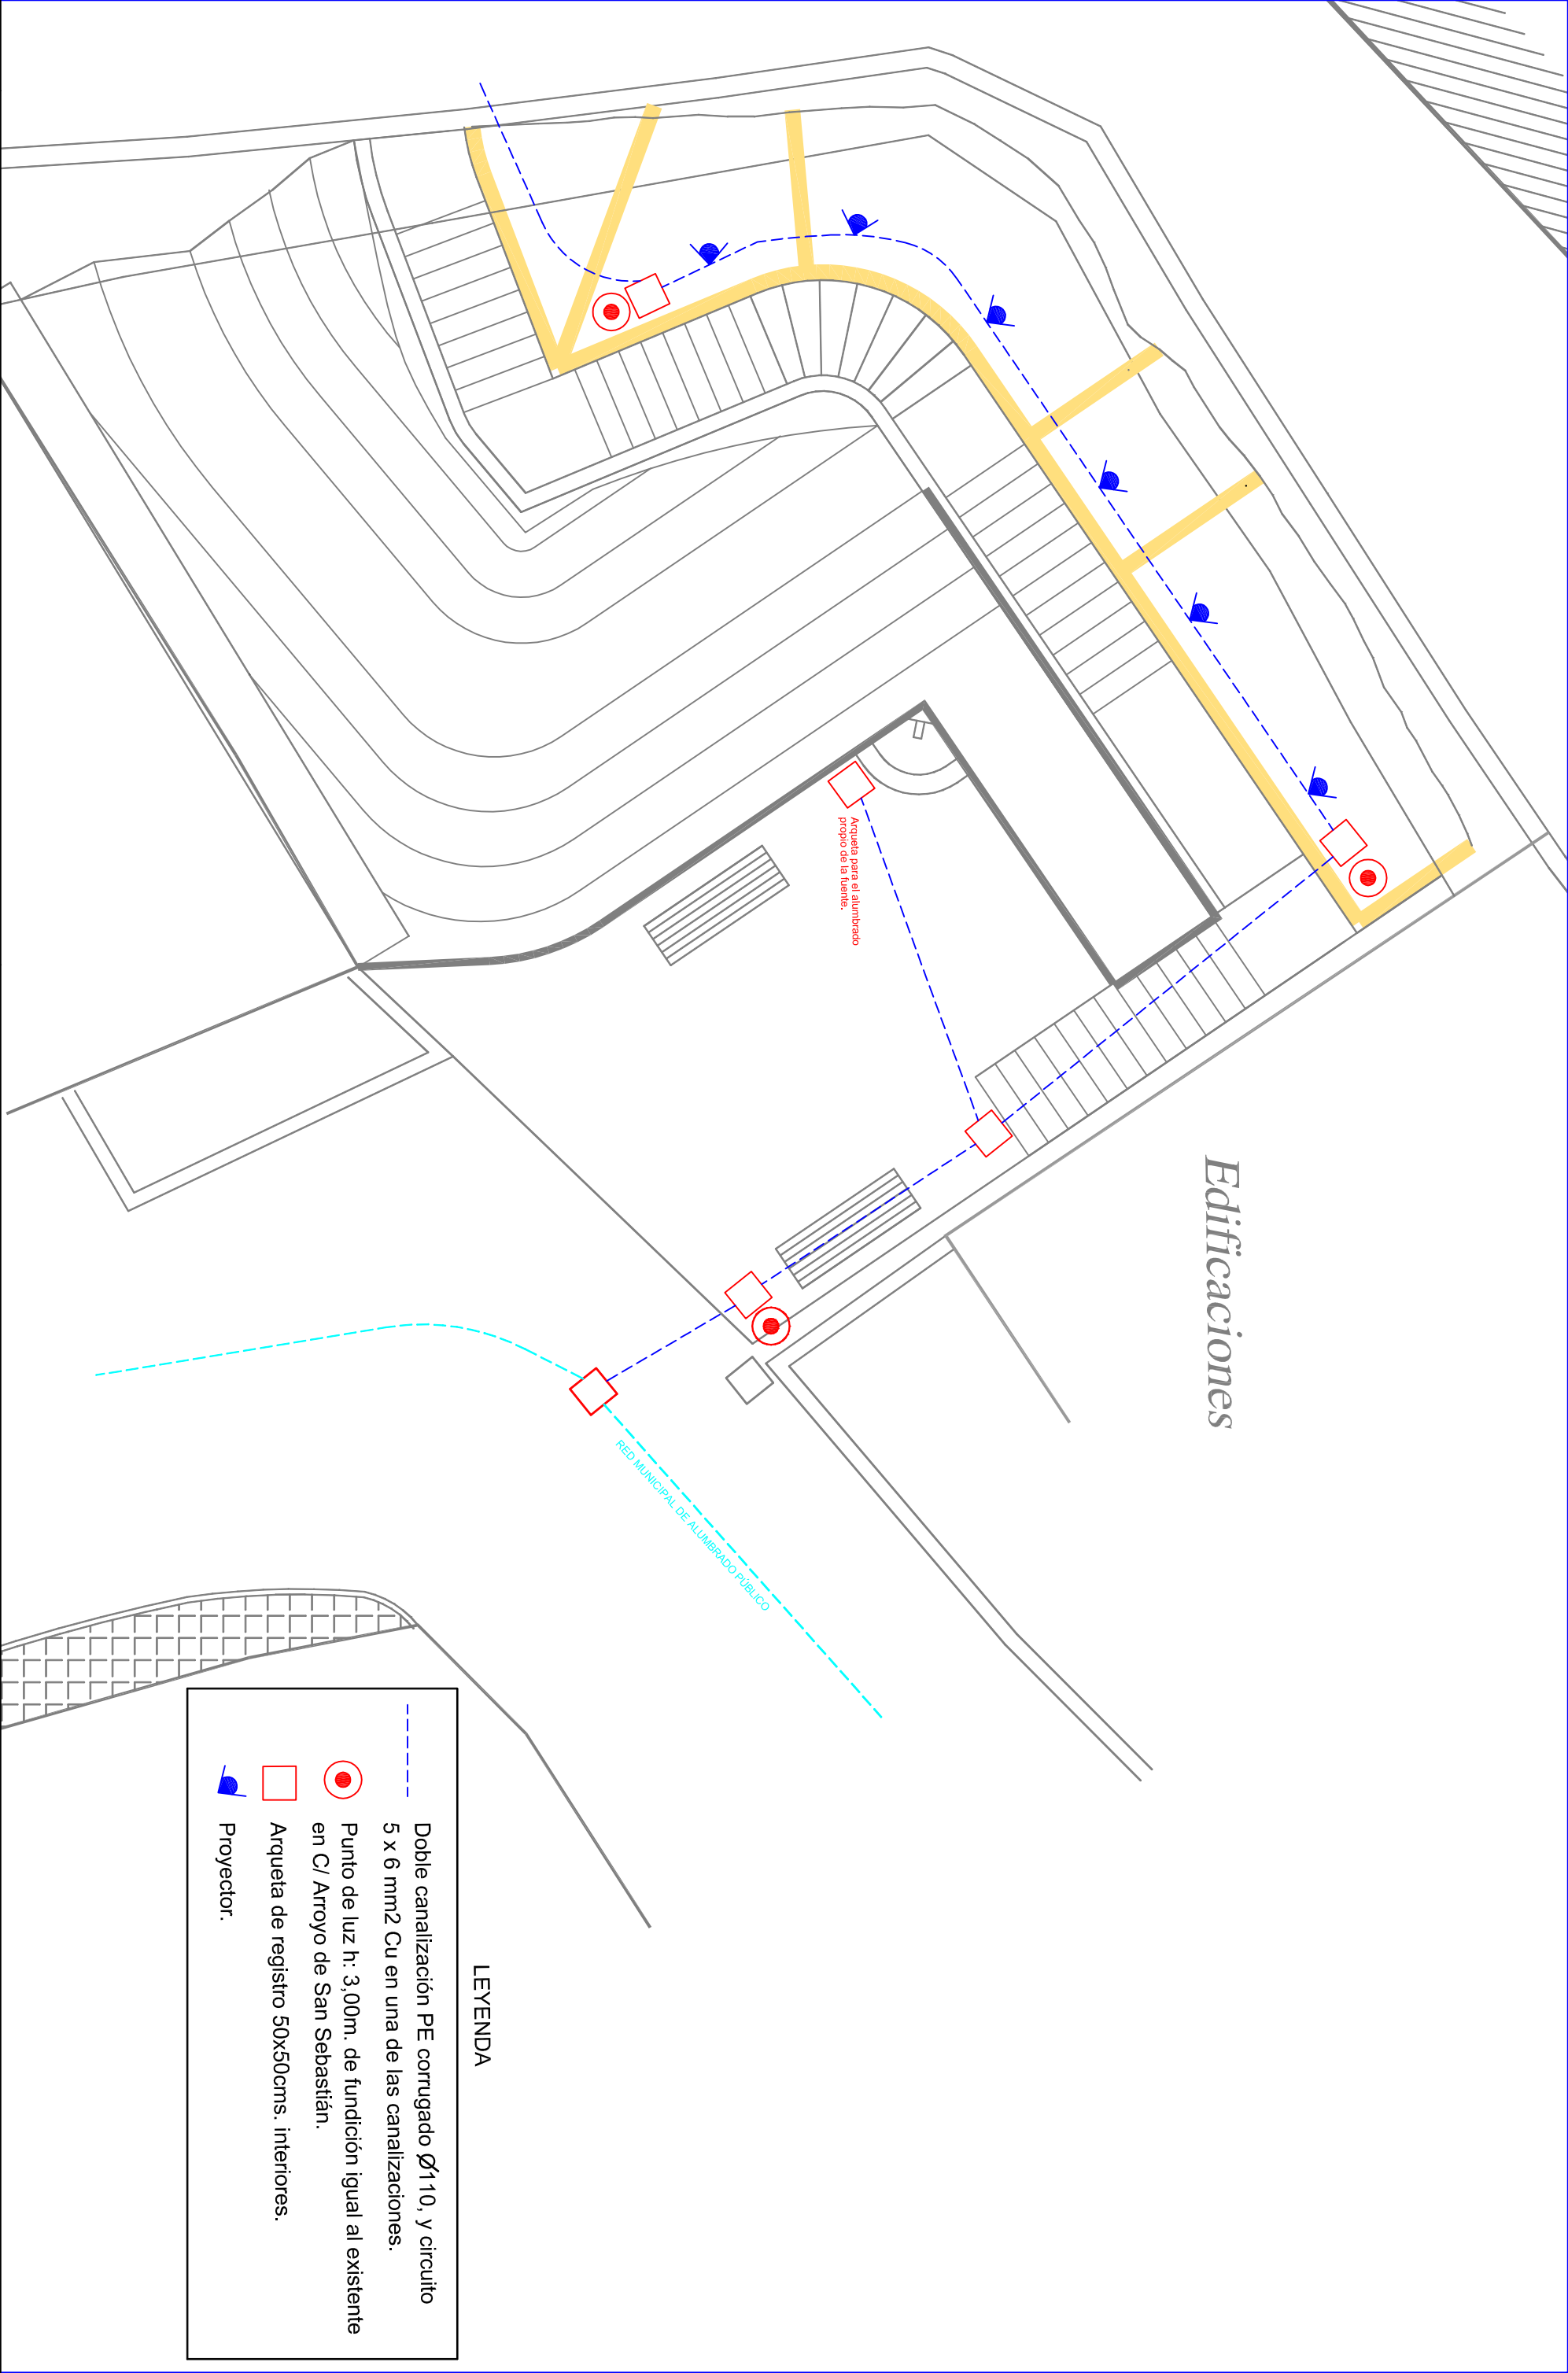 Edificaciones
Arqueta para el alumbrado
propio de la fuente.
RED MUNICIPAL DE ALUMBRADO PÚBLICO
LEYENDA
Doble canalización PE corrugado Ø110, y circuito
5 x 6 mm2 Cu en una de las canalizaciones.
Punto de luz h: 3,00m. de fundición igual al existente
en C/ Arroyo de San Sebastián.
Arqueta de registro 50x50cms. interiores.
Proyector.